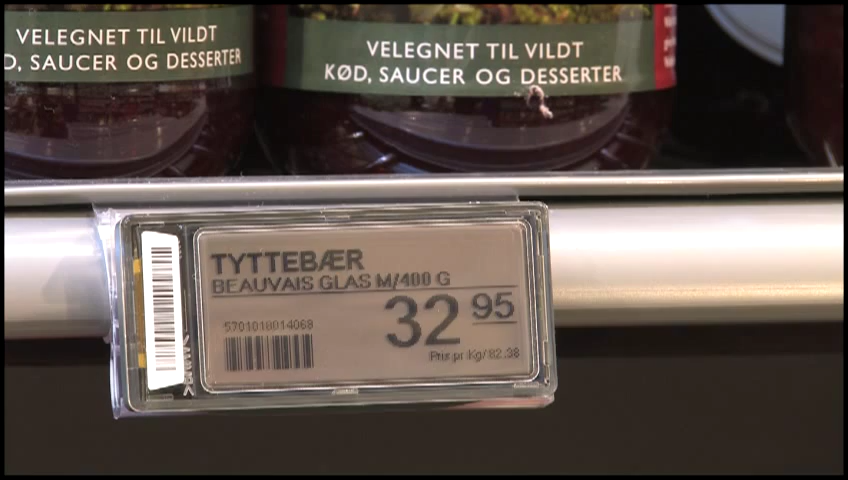 VELEGNET TIL VILDT
D, SAUCER OG DESSERTER
VELEGNET TIL VILDT
KØD, SAUCER OG DESSERTER
TYTTEBÆR
BEAUVAIS GLAS M/400 G
32 95
5701018014068
Pris pr Kg/ 82.38